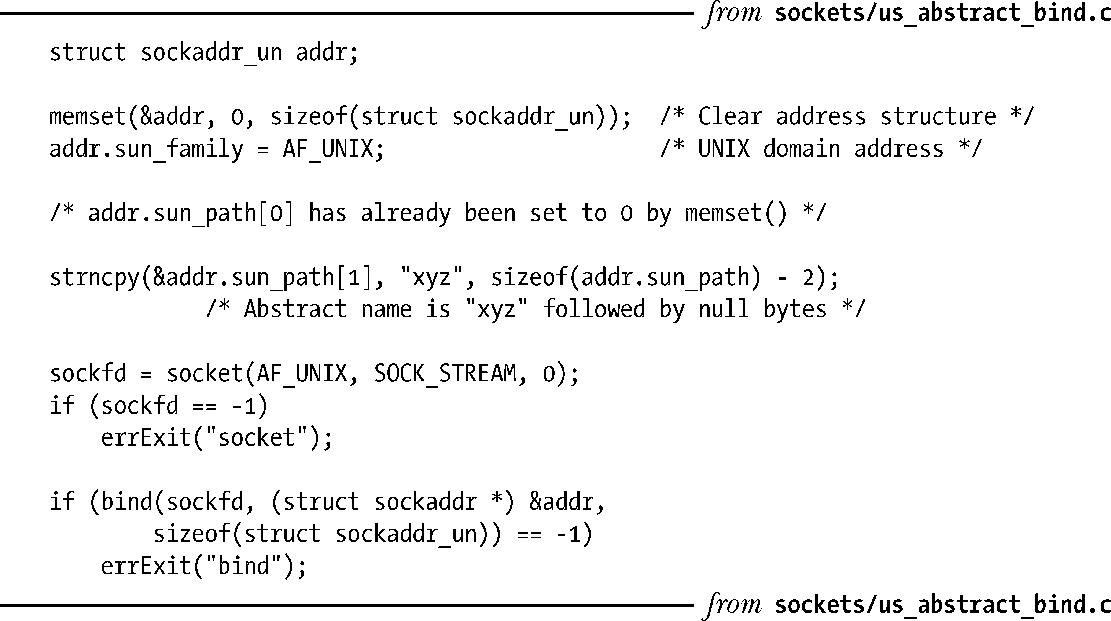 from sockets/us_abstract_bind.c
struct sockaddr_un addr;
memset(&addr, 0, sizeof(struct sockaddr_un));  /* Clear address structure */
addr.sun_family = AF_UNIX;                     /* UNIX domain address */
/* addr.sun_path[0] has already been set to 0 by memset() */
strncpy(&addr.sun_path[1], "xyz", sizeof(addr.sun_path) - 2);
            /* Abstract name is "xyz" followed by null bytes */
sockfd = socket(AF_UNIX, SOCK_STREAM, 0);
if (sockfd == -1)
    errExit("socket");
if (bind(sockfd, (struct sockaddr *) &addr,
        sizeof(struct sockaddr_un)) == -1)
    errExit("bind");
from sockets/us_abstract_bind.c